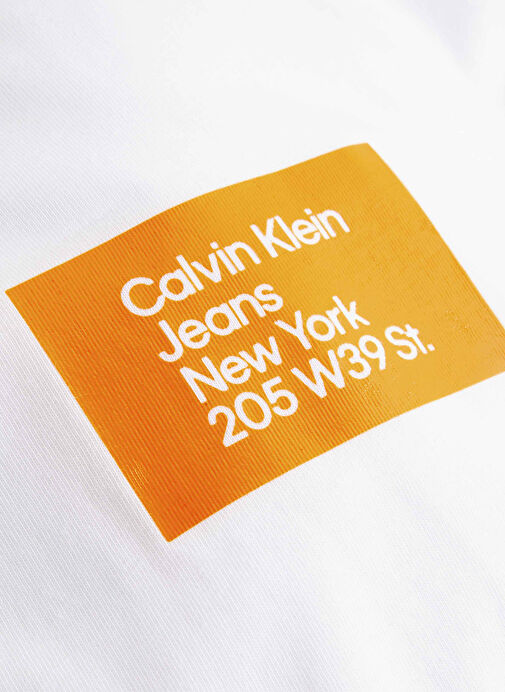 Calvin Klein
Jeans
New York
205 W39 St.